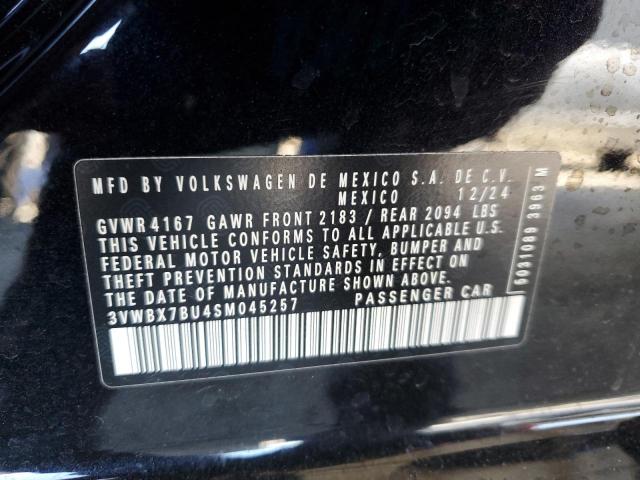 MFD BY VOLKSWAGEN DE MEXICO S.A. DE C.V.
MEXICO 12/24
GVWR 4167 GAWR FRONT 2183 / REAR 2094 LBS
THIS VEHICLE CONFORMS TO ALL APPLICABLE U.S.
FEDERAL MOTOR VEHICLE SAFETY, BUMPER AND
THEFT PREVENTION STANDARDS IN EFFECT ON
THE DATE OF MANUFACTURE SHOWN ABOVE.
3VWBX7BU4SM045257 PASSENGER CAR
5031089 3963 M